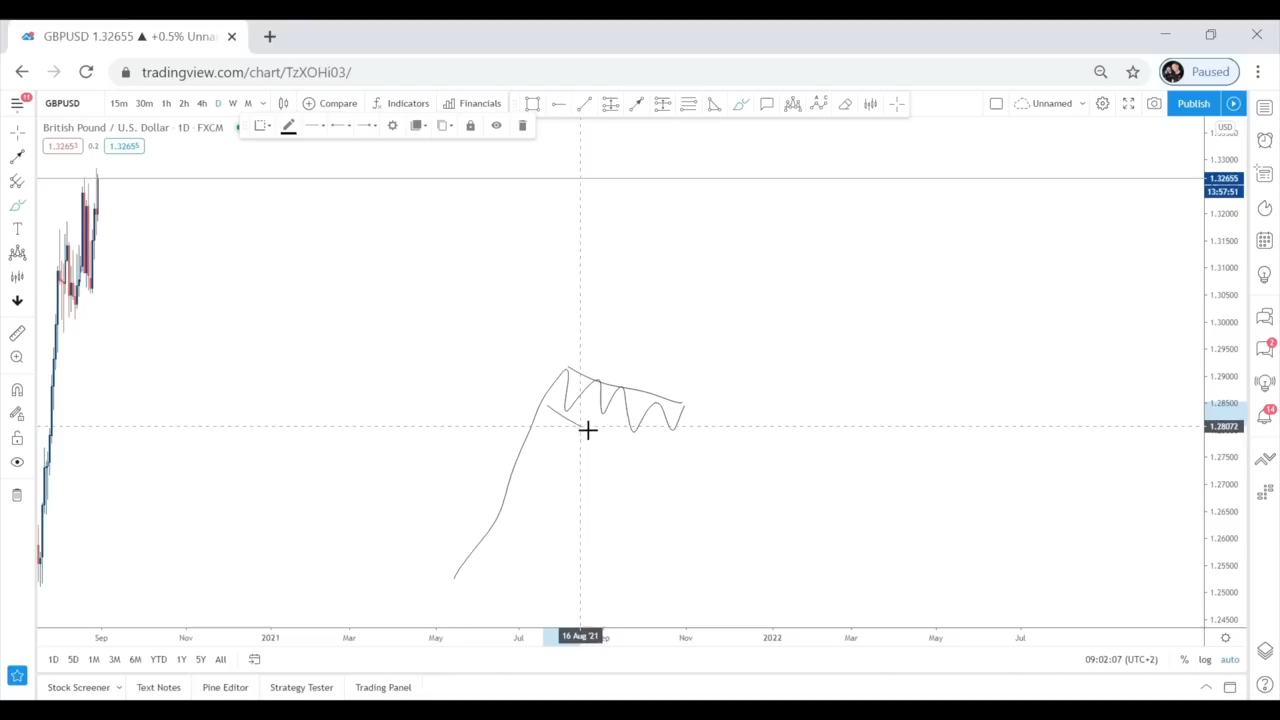 GBPUSD 1.32655 ▲ +0.5% Unna
tradingview.com/chart/TzXOHi03/
Paused
11
GBPUSD
15m 30m 1h 2h 4h D W M
Compare
Indicators
Financials
Unnamed
Publish
British Pound / U.S. Dollar · 1D · FXCM
1.32653 0.2 1.32655
USD
1.33000
1.32655
13:57:51
1.32000
1.31500
1.31000
1.30500
1.30000
1.29500
1.29000
1.28500
1.28072
1.27500
1.27000
1.26500
1.26000
1.25500
1.25000
1.24500
2
14
Sep Nov 2021 Mar May Jul 16 Aug '21 Nov 2022 Mar May Jul
1D 5D 1M 3M 6M YTD 1Y 5Y All
09:02:07 (UTC+2) % log auto
Stock Screener Text Notes Pine Editor Strategy Tester Trading Panel